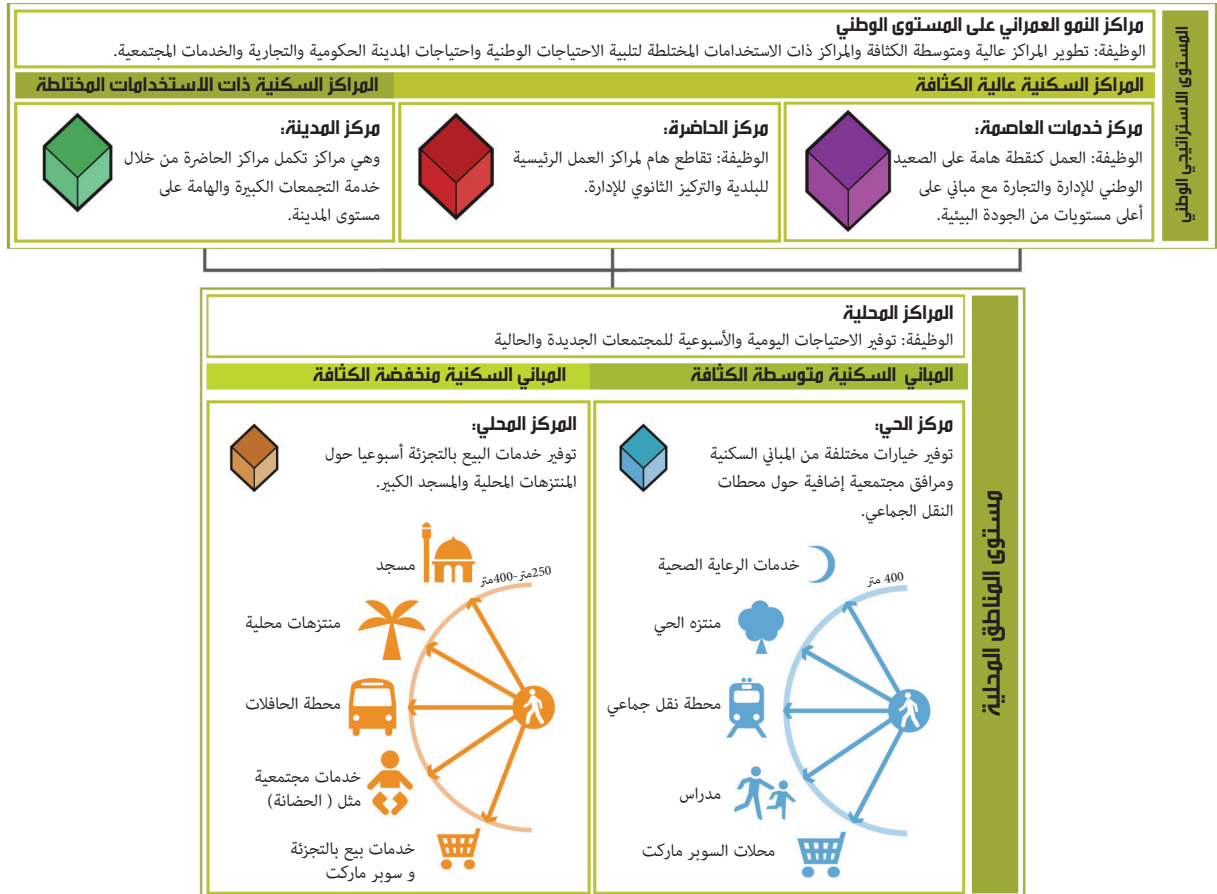 المستوى الاستراتيجي الوطني
مراكز النمو العمراني على المستوى الوطني
الوظيفة: تطوير المراكز عالية ومتوسطة الكثافة والمراكز ذات الاستخدامات المختلطة لتلبية الاحتياجات الوطنية واحتياجات المدينة الحكومية والتجارية والخدمات المجتمعية.
المراكز السكنية عالية الكثافة
المراكز السكنية ذات الاستخدامات المختلطة
مركز خدمات العاصمة:
الوظيفة: العمل كنقطة هامة على الصعيد
الوطني للإدارة والتجارة مع مباني على
أعلى مستويات من الجودة البيئية.
مركز الحاضرة:
الوظيفة: تقاطع هام لمراكز العمل الرئيسية
للبلدية والتركيز الثانوي للإدارة.
مركز المدينة:
وهي مراكز تكمل مراكز الحاضرة من خلال
خدمة التجمعات الكبيرة والهامة على
مستوى المدينة.
مستوى المناطق المحلية
المراكز المحلية
الوظيفة: توفير الاحتياجات اليومية والأسبوعية للمجتمعات الجديدة والحالية
المباني السكنية متوسطة الكثافة
المباني السكنية منخفضة الكثافة
مركز الحي:
توفير خيارات مختلفة من المباني السكنية
ومرافق مجتمعية إضافية حول محطات
النقل الجماعي.
400 متر
خدمات الرعاية الصحية
منتزه الحي
محطة نقل جماعي
مدراس
محلات السوبر ماركت
المركز المحلي:
توفير خدمات البيع بالتجزئة أسبوعيا حول
المنتزهات المحلية والمسجد الكبير.
250متر-400متر
مسجد
منتزهات محلية
محطة الحافلات
خدمات مجتمعية
مثل ( الحضانة)
خدمات بيع بالتجزئة
و سوبر ماركت